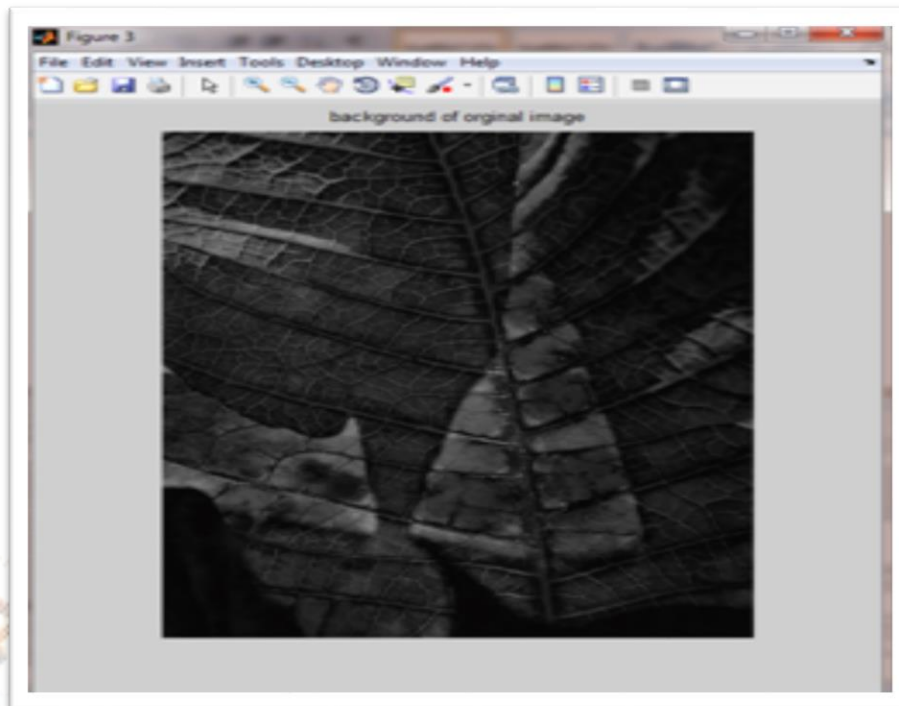 Figure 3
File Edit View Insert Tools Desktop Window Help
background of orginal image